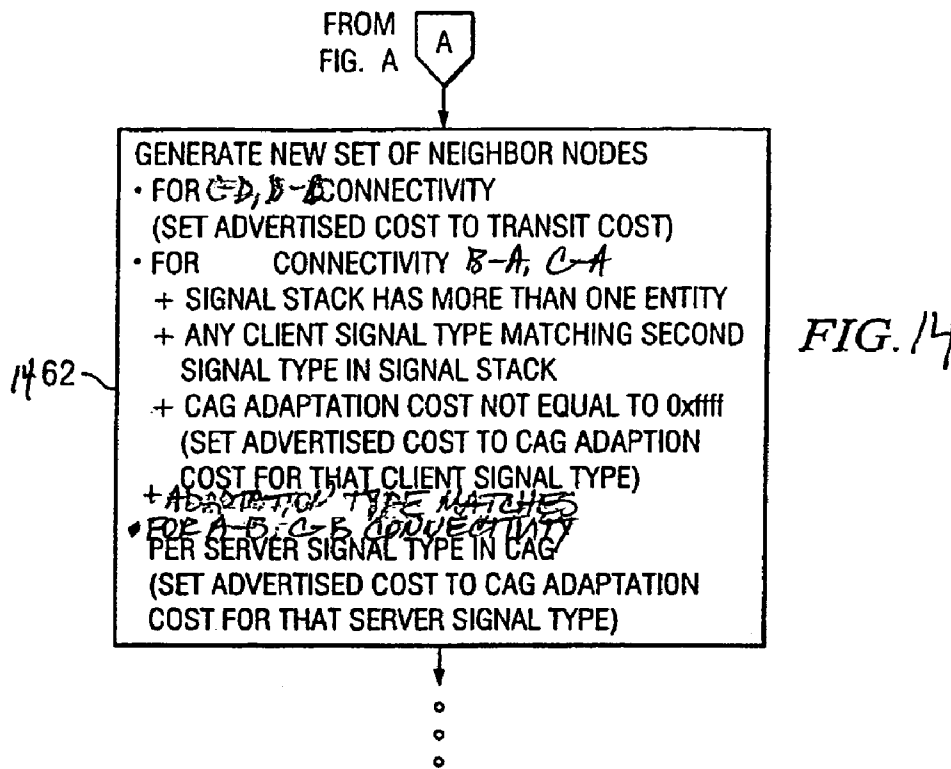 FROM
FIG. A
A
GENERATE NEW SET OF NEIGHBOR NODES
• FOR CONNECTIVITY
(SET ADVERTISED COST TO TRANSIT COST)
• FOR CONNECTIVITY B-A, C-A
+ SIGNAL STACK HAS MORE THAN ONE ENTITY
+ ANY CLIENT SIGNAL TYPE MATCHING SECOND
SIGNAL TYPE IN SIGNAL STACK
+ CAG ADAPTATION COST NOT EQUAL TO 0xffff
(SET ADVERTISED COST TO CAG ADAPTION
COST FOR THAT CLIENT SIGNAL TYPE)
+ ADAPTATION TYPE MATCHES
• FOR A-B, C-B CONNECTIVITY
PER SERVER SIGNAL TYPE IN CAG
(SET ADVERTISED COST TO CAG ADAPTATION
COST FOR THAT SERVER SIGNAL TYPE)
1462
FIG. 14